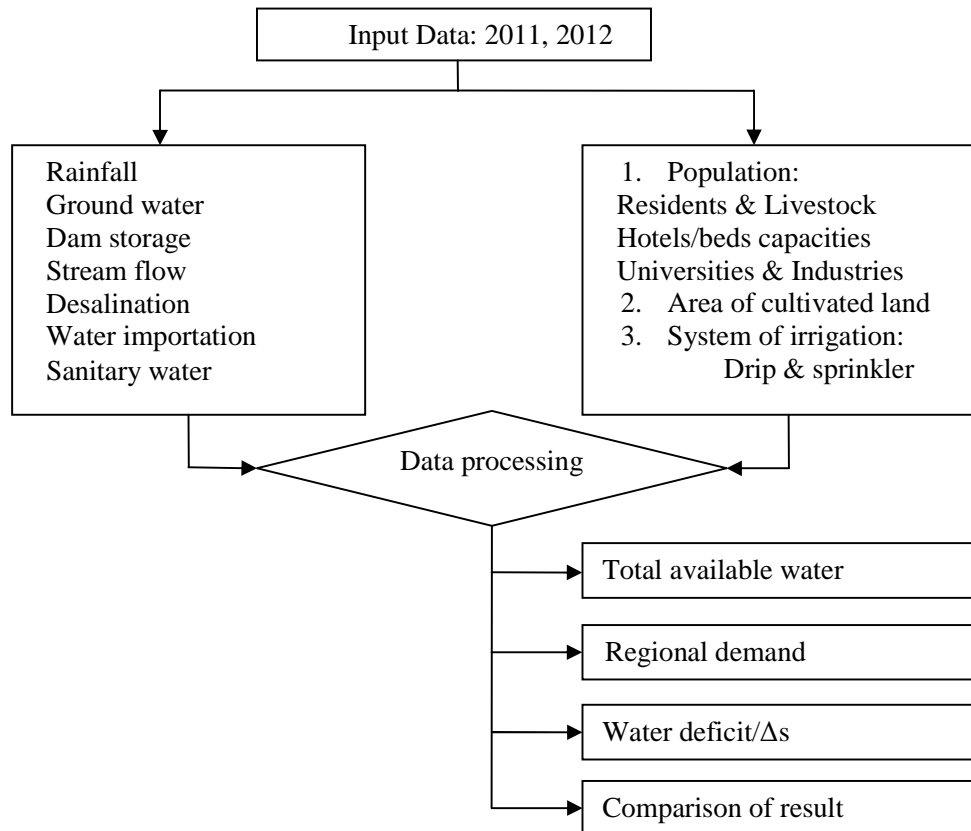 Input Data: 2011, 2012
Rainfall
Ground water
Dam storage
Stream flow
Desalination
Water importation
Sanitary water
1. Population:
Residents & Livestock
Hotels/beds capacities
Universities & Industries
2. Area of cultivated land
3. System of irrigation:
Drip & sprinkler
Data processing
Total available water
Regional demand
Water deficit/Δs
Comparison of result